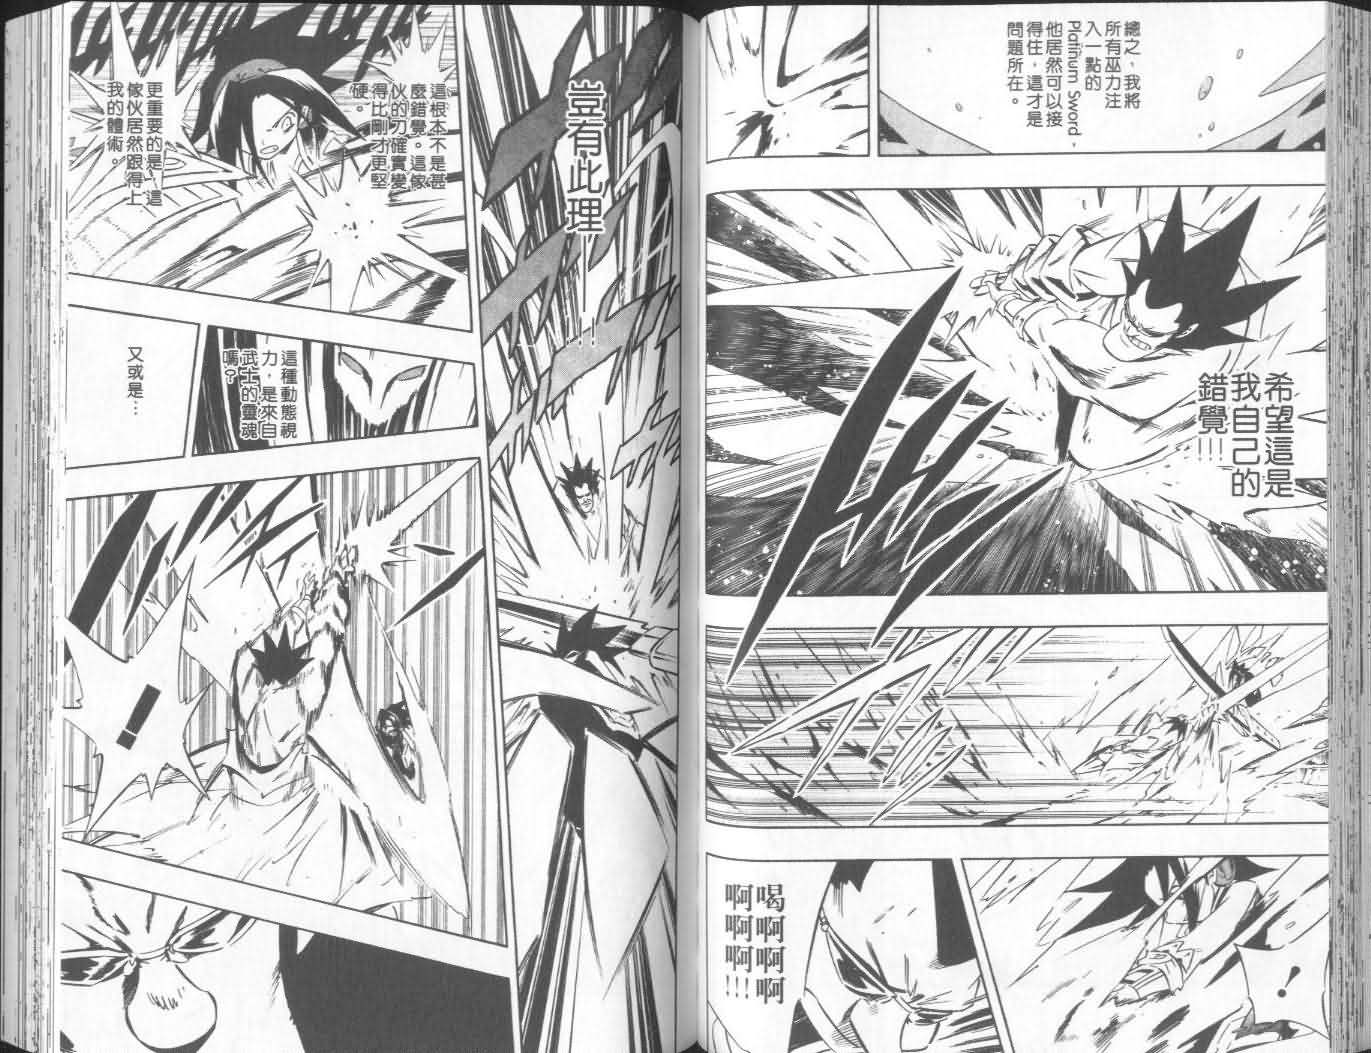 總之，我將
所有巫力注
入一點的
Platinum Sword，
他居然可以接
得住，這才是
問題所在。
希望這是
我自己的
錯覺!!!
喝啊啊啊
啊啊啊!!!
豈有此理
──!!
這根本不是甚
麼錯覺。這傢
伙的刀確實變
得比剛才更堅
硬。
更重要的是，這
傢伙居然跟得上
我的體術。
這種動態視
力，是來自
武士的靈魂
嗎？
又或是…
!
!